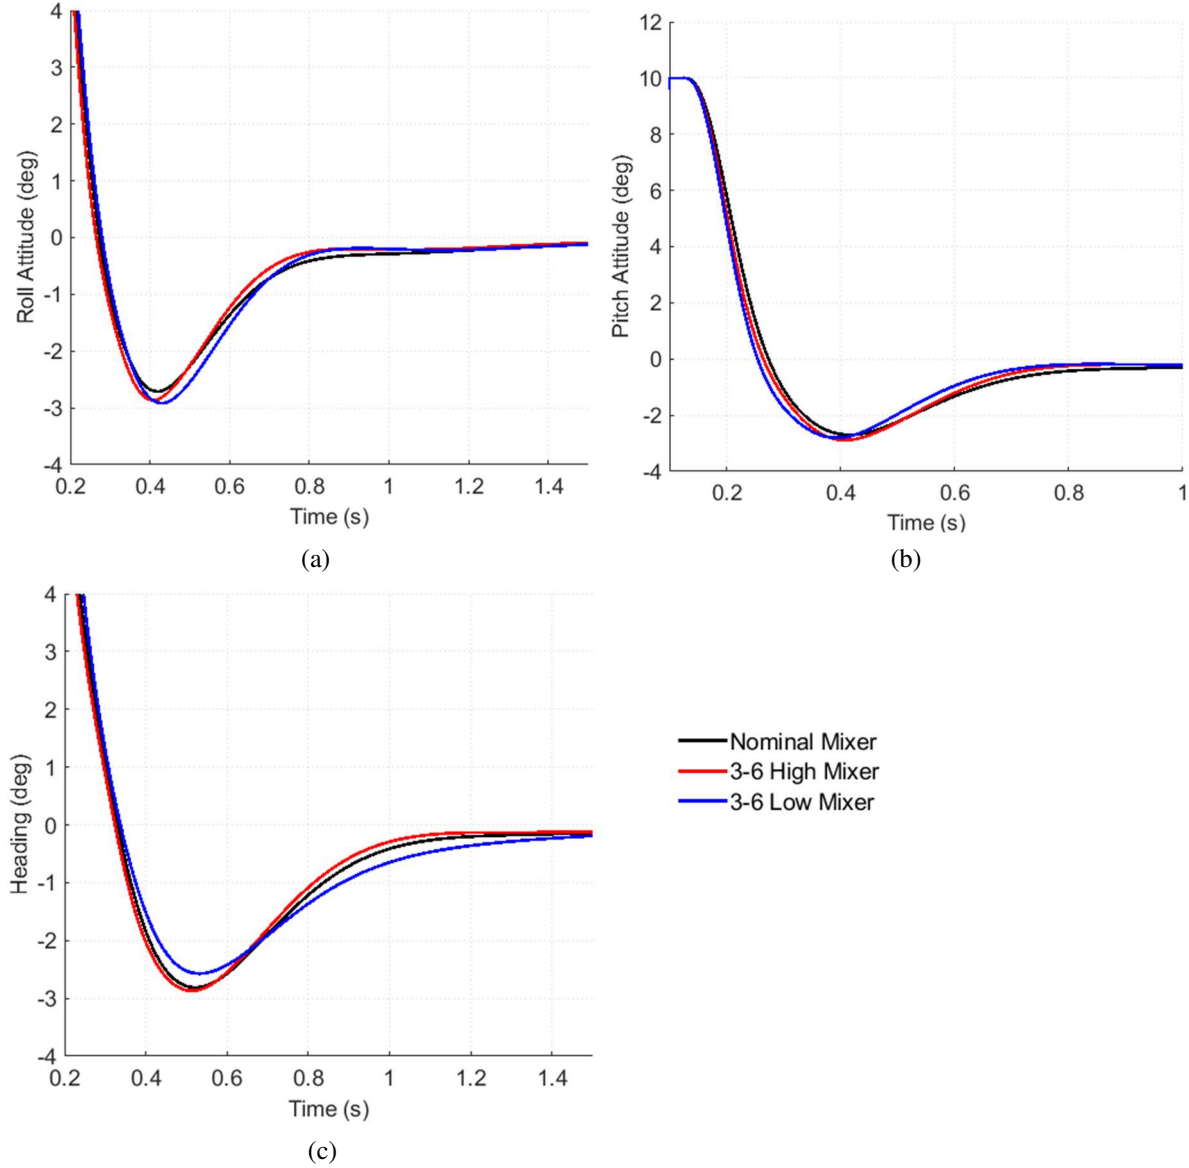 4
3
2
1
0
-1
-2
-3
-4
Roll Attitude (deg)
0.2 0.4 0.6 0.8 1 1.2 1.4
Time (s)
(a)
12
10
8
6
4
2
0
-2
-4
Pitch Attitude (deg)
0.2 0.4 0.6 0.8 1
Time (s)
(b)
4
3
2
1
0
-1
-2
-3
-4
Heading (deg)
0.2 0.4 0.6 0.8 1 1.2 1.4
Time (s)
(c)
Nominal Mixer
3-6 High Mixer
3-6 Low Mixer